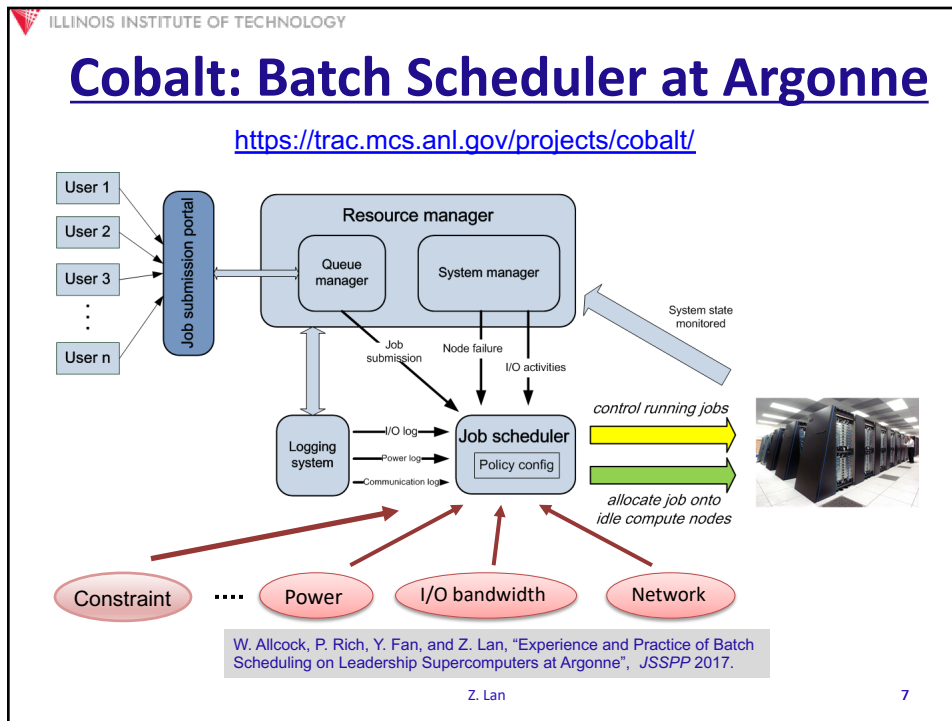 ILLINOIS INSTITUTE OF TECHNOLOGY
Cobalt: Batch Scheduler at Argonne
https://trac.mcs.anl.gov/projects/cobalt/
User 1
User 2
User 3
User n
Job submission portal
Resource manager
Queue
manager
System manager
System state
monitored
Job
submission
Node failure
I/O activities
Logging
system
I/O log
Power log
Communication log
Job scheduler
Policy config
control running jobs
allocate job onto
idle compute nodes
Constraint
....
Power
I/O bandwidth
Network
W. Allcock, P. Rich, Y. Fan, and Z. Lan, “Experience and Practice of Batch
Scheduling on Leadership Supercomputers at Argonne”, JSSPP 2017.
Z. Lan
7